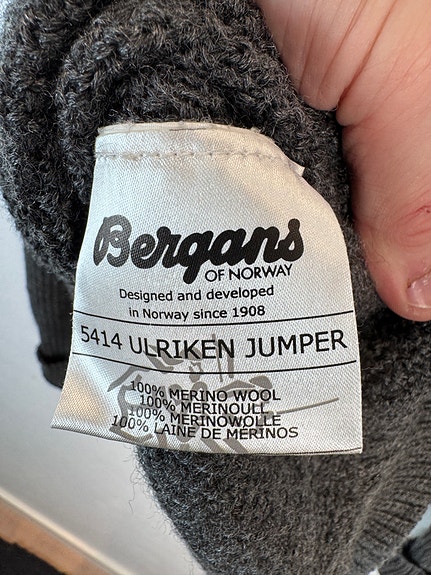 Bergans
OF NORWAY
Designed and developed
in Norway since 1908
5414 ULRIKEN JUMPER
100% MERINO WOOL
100% MERINOULL
100% MERINOWOLLE
100% LAINE DE MERINOS